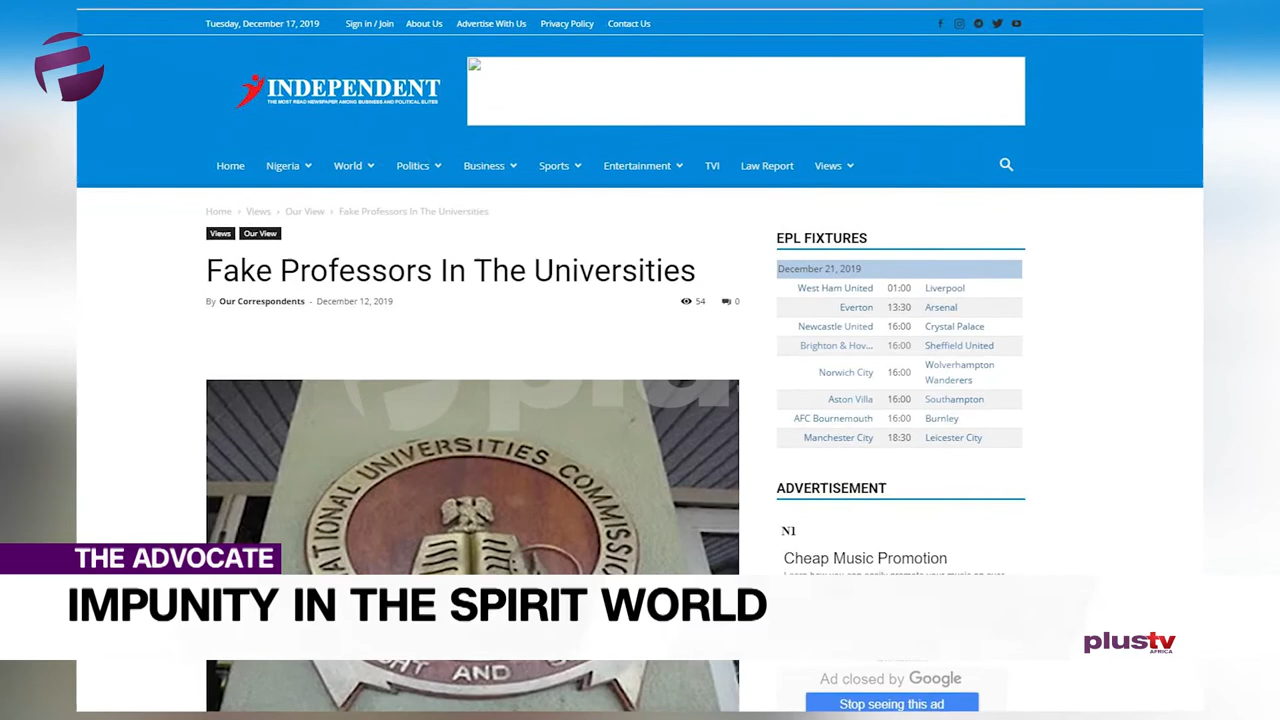 Tuesday, December 17, 2019 Sign in / Join About Us Advertise With Us Privacy Policy Contact Us
INDEPENDENT
THE MOST READ NEWSPAPER AMONG BUSINESS AND POLITICAL ELITES
Home Nigeria World Politics Business Sports Entertainment TVI Law Report Views
Home › Views › Our View › Fake Professors In The Universities
Views Our View
Fake Professors In The Universities
By Our Correspondents - December 12, 2019 54 0
EPL FIXTURES
December 21, 2019
West Ham United 01:00 Liverpool
Everton 13:30 Arsenal
Newcastle United 16:00 Crystal Palace
Brighton & Hov... 16:00 Sheffield United
Norwich City 16:00 Wolverhampton Wanderers
Aston Villa 16:00 Southampton
AFC Bournemouth 16:00 Burnley
Manchester City 18:30 Leicester City
ADVERTISEMENT
N1
Cheap Music Promotion
plus
NATIONAL UNIVERSITIES COMMISSION
AND
THE ADVOCATE
IMPUNITY IN THE SPIRIT WORLD
plustv
AFRICA
Ad closed by Google
Stop seeing this ad